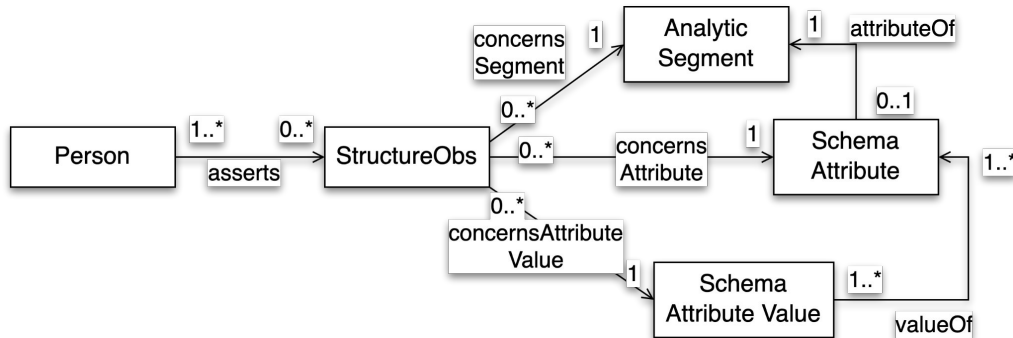 concerns
Segment
1
Analytic
Segment
1
attributeOf
0..*
0..1
Person
1..*
0..*
asserts
StructureObs
0..*
concerns
Attribute
1
Schema
Attribute
1..*
0..*
concernsAttribute
Value
1
Schema
Attribute Value
1..*
valueOf